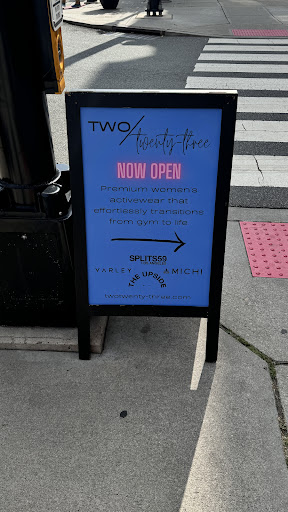 TWO/twenty-three
NOW OPEN
Premium women's
activewear that
effortlessly transitions
from gym to life
SPLITS59
VARLEY MICHI
THE UPSIDE
twotwenty-three.com